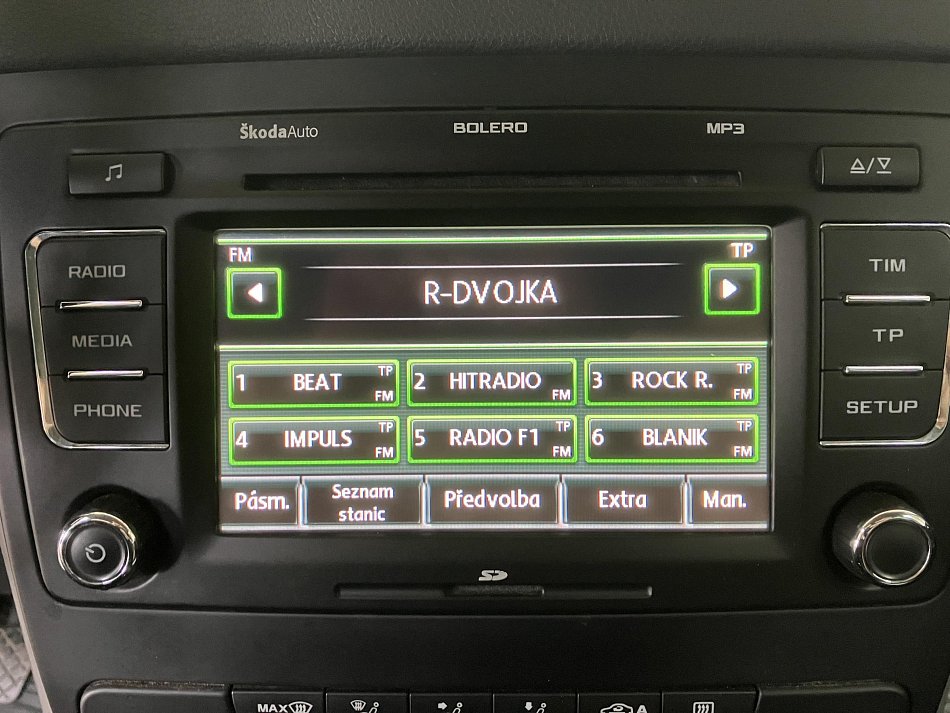 ŠkodaAuto BOLERO MP3
FM TP
RADIO R-DVOJKA TIM
MEDIA TP
PHONE SETUP
1 BEAT TP FM
2 HITRADIO FM
3 ROCK R. TP FM
4 IMPULS TP FM
5 RADIO F1 TP FM
6 BLANIK TP FM
Pásm.
Seznam
stanic
Předvolba
Extra
Man.
SD
MAX
A